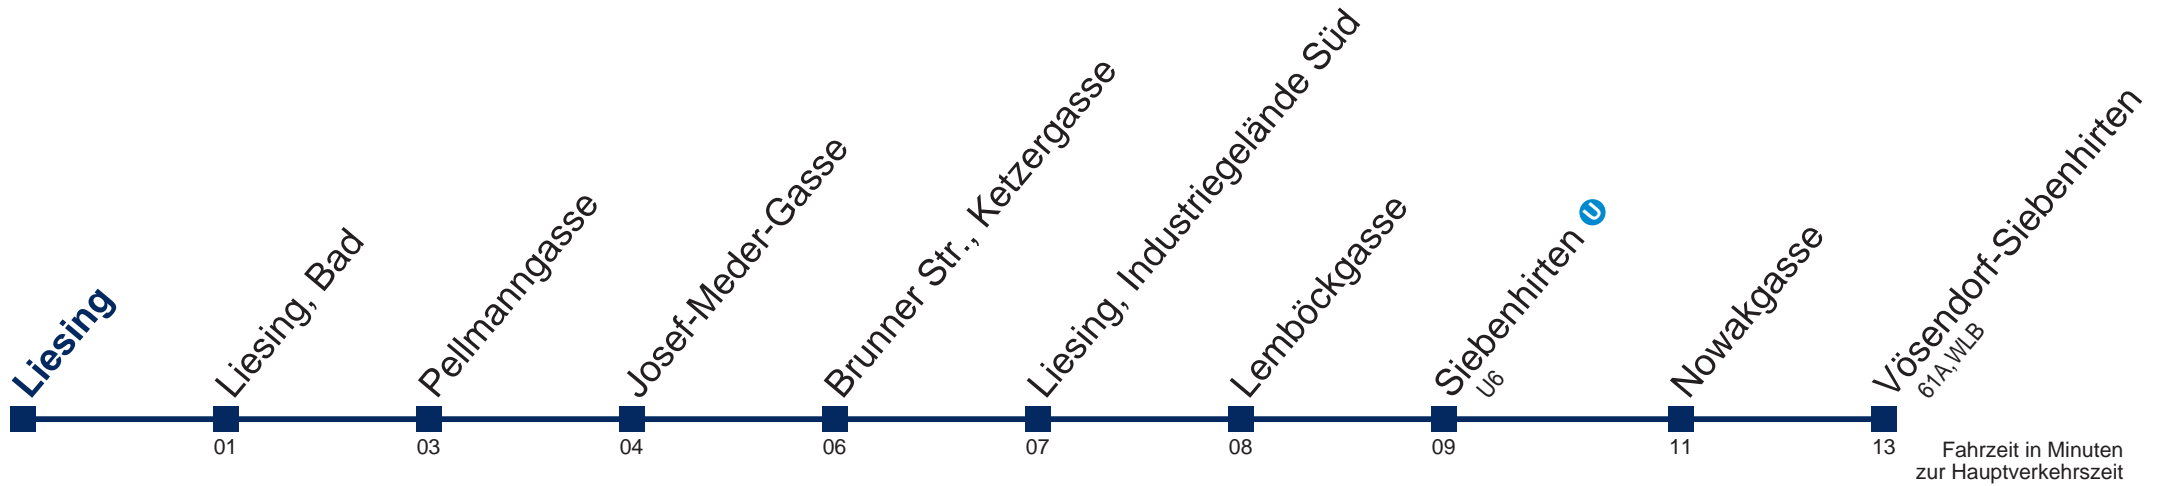 Liesing
Liesing, Bad
Pellmanngasse
Josef-Meder-Gasse
Brunner Str., Ketzergasse
Liesing, Industriegelände Süd
Lemböckgasse
Siebenhirten U
U6
Nowakgasse
Vösendorf-Siebenhirten
61A, WLB
01
03
04
06
07
08
09
11
13
Fahrzeit in Minuten
zur Hauptverkehrszeit